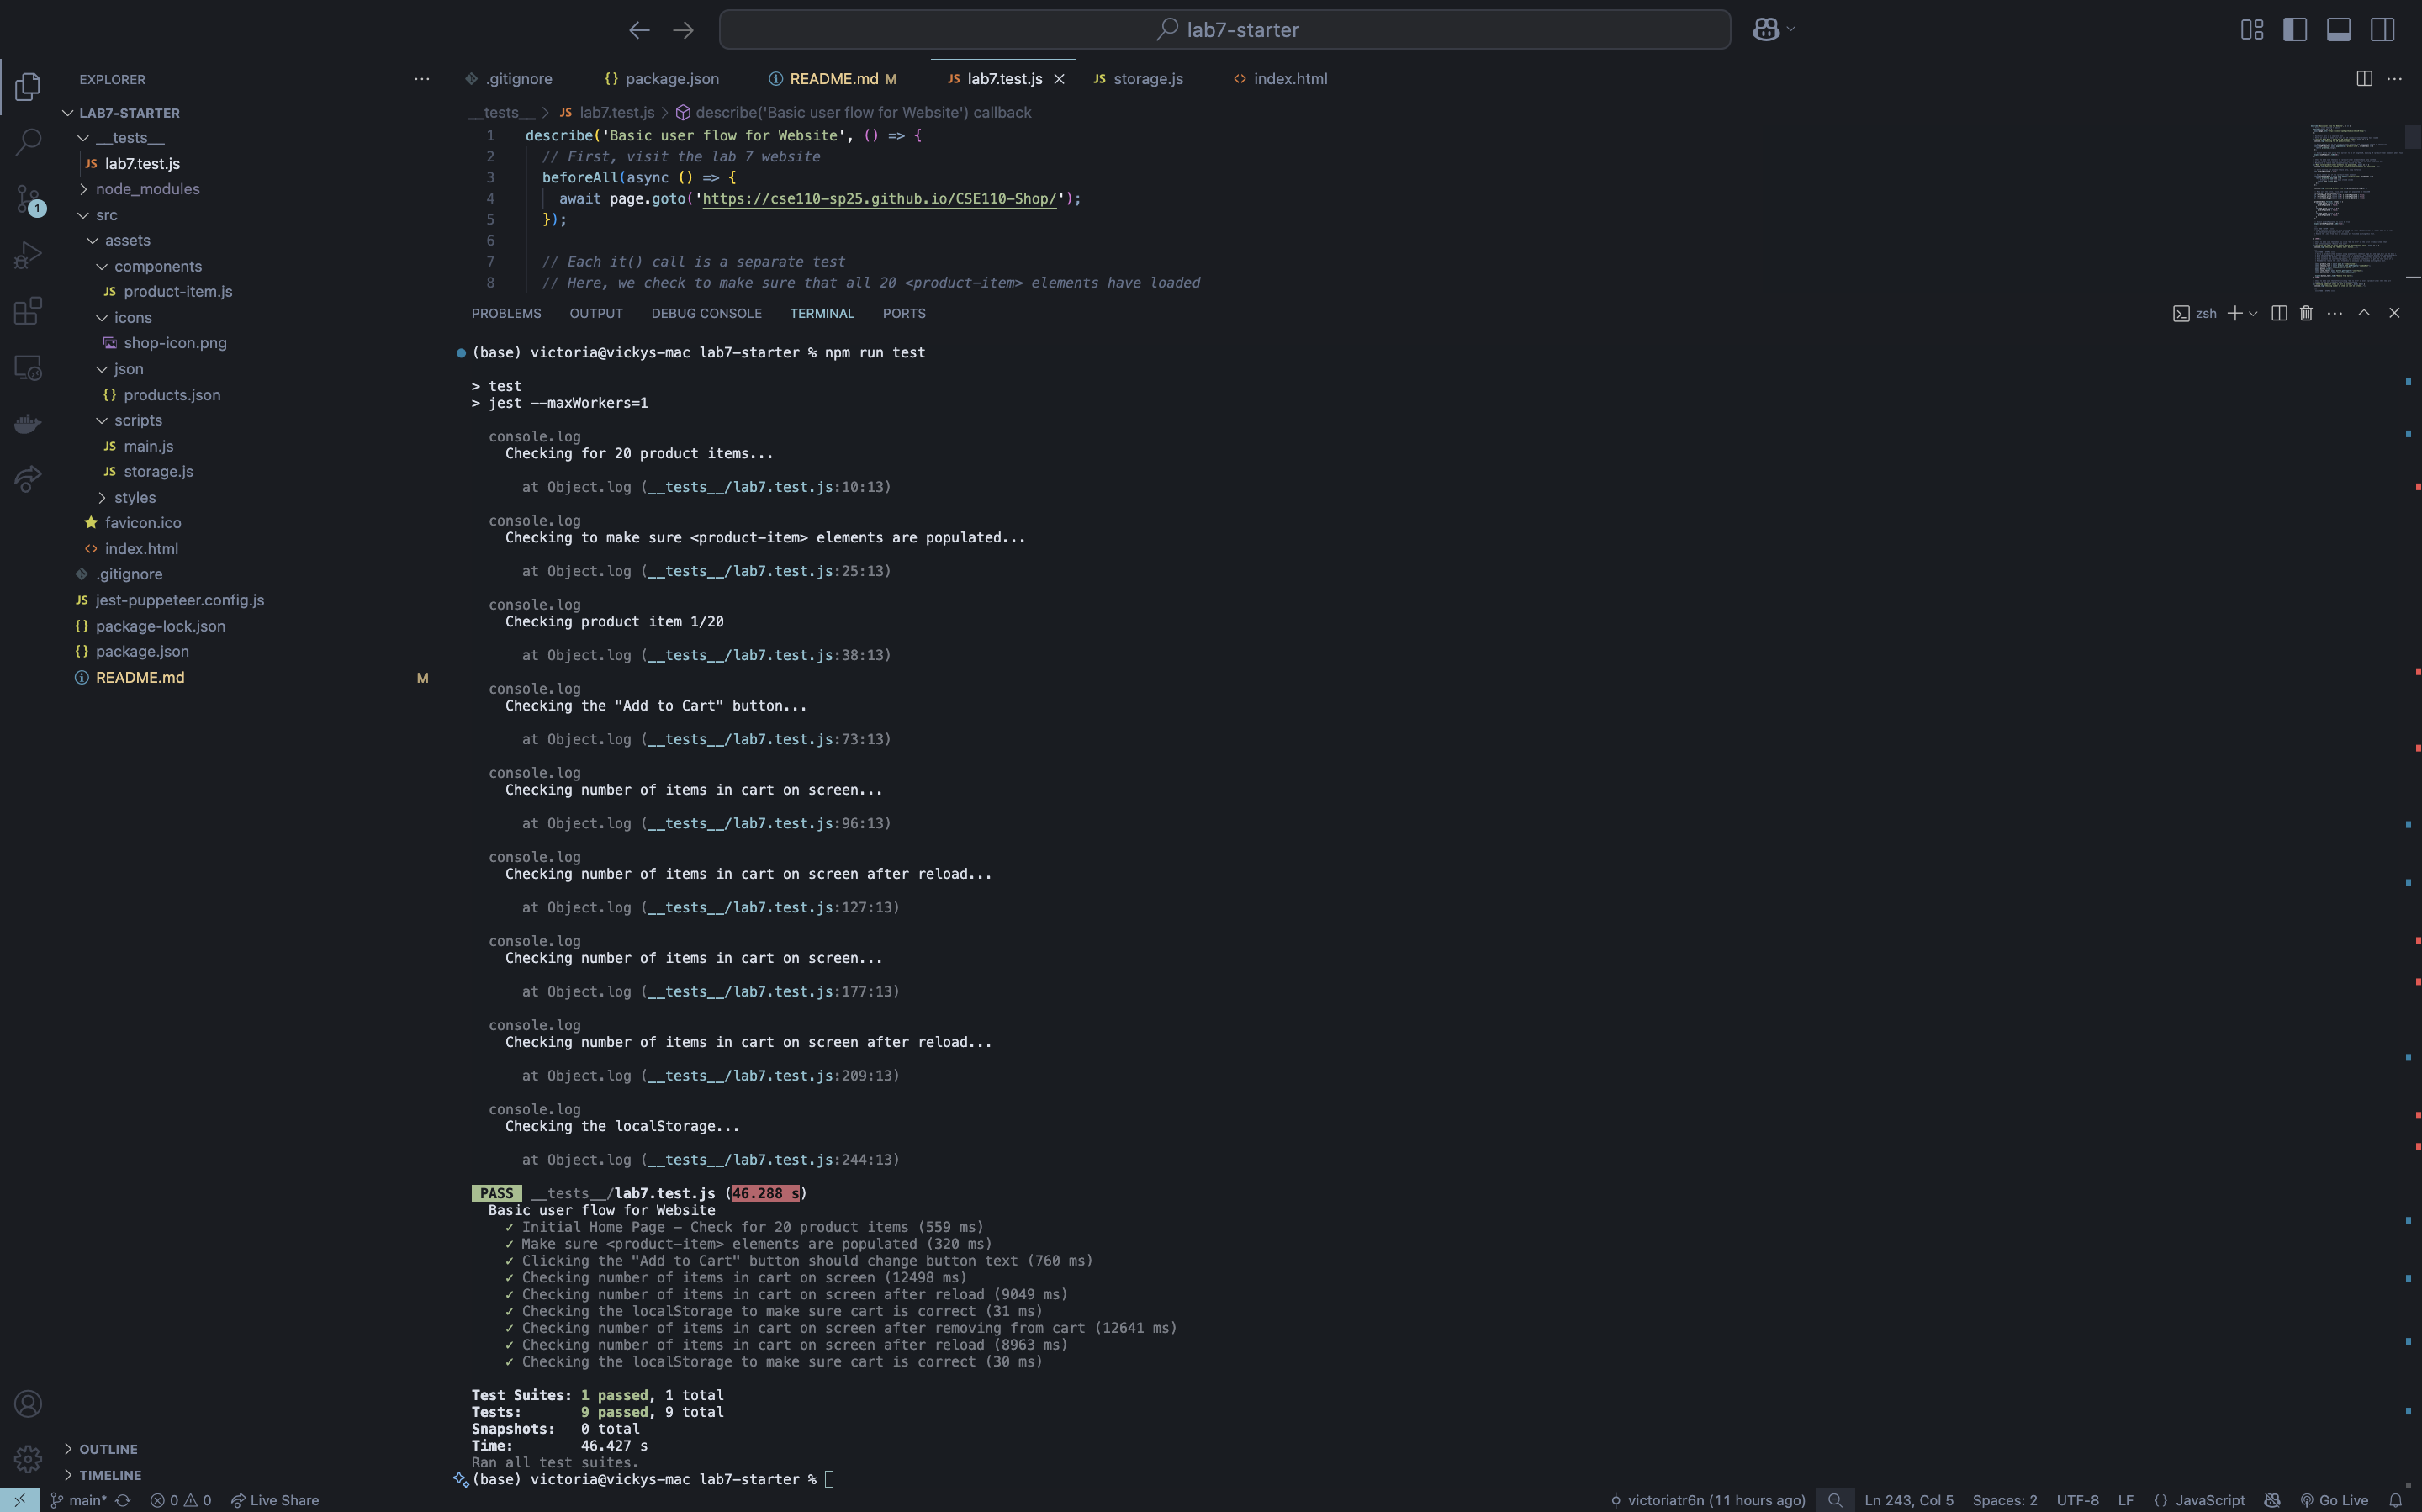 lab7-starter
EXPLORER
LAB7-STARTER
__tests__
JS lab7.test.js
node_modules
src
assets
components
JS product-item.js
icons
shop-icon.png
json
{} products.json
scripts
JS main.js
JS storage.js
styles
favicon.ico
<> index.html
.gitignore
JS jest-puppeteer.config.js
{} package-lock.json
{} package.json
README.md M
1
OUTLINE
TIMELINE
.gitignore {} package.json README.md M JS lab7.test.js JS storage.js <> index.html
__tests__ > JS lab7.test.js > describe('Basic user flow for Website') callback
1 describe('Basic user flow for Website', () => {
2 // First, visit the lab 7 website
3 beforeAll(async () => {
4 await page.goto('https://cse110-sp25.github.io/CSE110-Shop/');
5 });
6
7 // Each it() call is a separate test
8 // Here, we check to make sure that all 20 <product-item> elements have loaded
PROBLEMS OUTPUT DEBUG CONSOLE TERMINAL PORTS zsh
(base) victoria@vickys-mac lab7-starter % npm run test
> test
> jest --maxWorkers=1
console.log
Checking for 20 product items...
at Object.log (__tests__/lab7.test.js:10:13)
console.log
Checking to make sure <product-item> elements are populated...
at Object.log (__tests__/lab7.test.js:25:13)
console.log
Checking product item 1/20
at Object.log (__tests__/lab7.test.js:38:13)
console.log
Checking the "Add to Cart" button...
at Object.log (__tests__/lab7.test.js:73:13)
console.log
Checking number of items in cart on screen...
at Object.log (__tests__/lab7.test.js:96:13)
console.log
Checking number of items in cart on screen after reload...
at Object.log (__tests__/lab7.test.js:127:13)
console.log
Checking number of items in cart on screen...
at Object.log (__tests__/lab7.test.js:177:13)
console.log
Checking number of items in cart on screen after reload...
at Object.log (__tests__/lab7.test.js:209:13)
console.log
Checking the localStorage...
at Object.log (__tests__/lab7.test.js:244:13)
PASS __tests__/lab7.test.js (46.288 s)
Basic user flow for Website
✓ Initial Home Page – Check for 20 product items (559 ms)
✓ Make sure <product-item> elements are populated (320 ms)
✓ Clicking the "Add to Cart" button should change button text (760 ms)
✓ Checking number of items in cart on screen (12498 ms)
✓ Checking number of items in cart on screen after reload (9049 ms)
✓ Checking the localStorage to make sure cart is correct (31 ms)
✓ Checking number of items in cart on screen after removing from cart (12641 ms)
✓ Checking number of items in cart on screen after reload (8963 ms)
✓ Checking the localStorage to make sure cart is correct (30 ms)
Test Suites: 1 passed, 1 total
Tests: 9 passed, 9 total
Snapshots: 0 total
Time: 46.427 s
Ran all test suites.
(base) victoria@vickys-mac lab7-starter %
main* 0 0 Live Share victoriatr6n (11 hours ago) Ln 243, Col 5 Spaces: 2 UTF-8 LF {} JavaScript Go Live